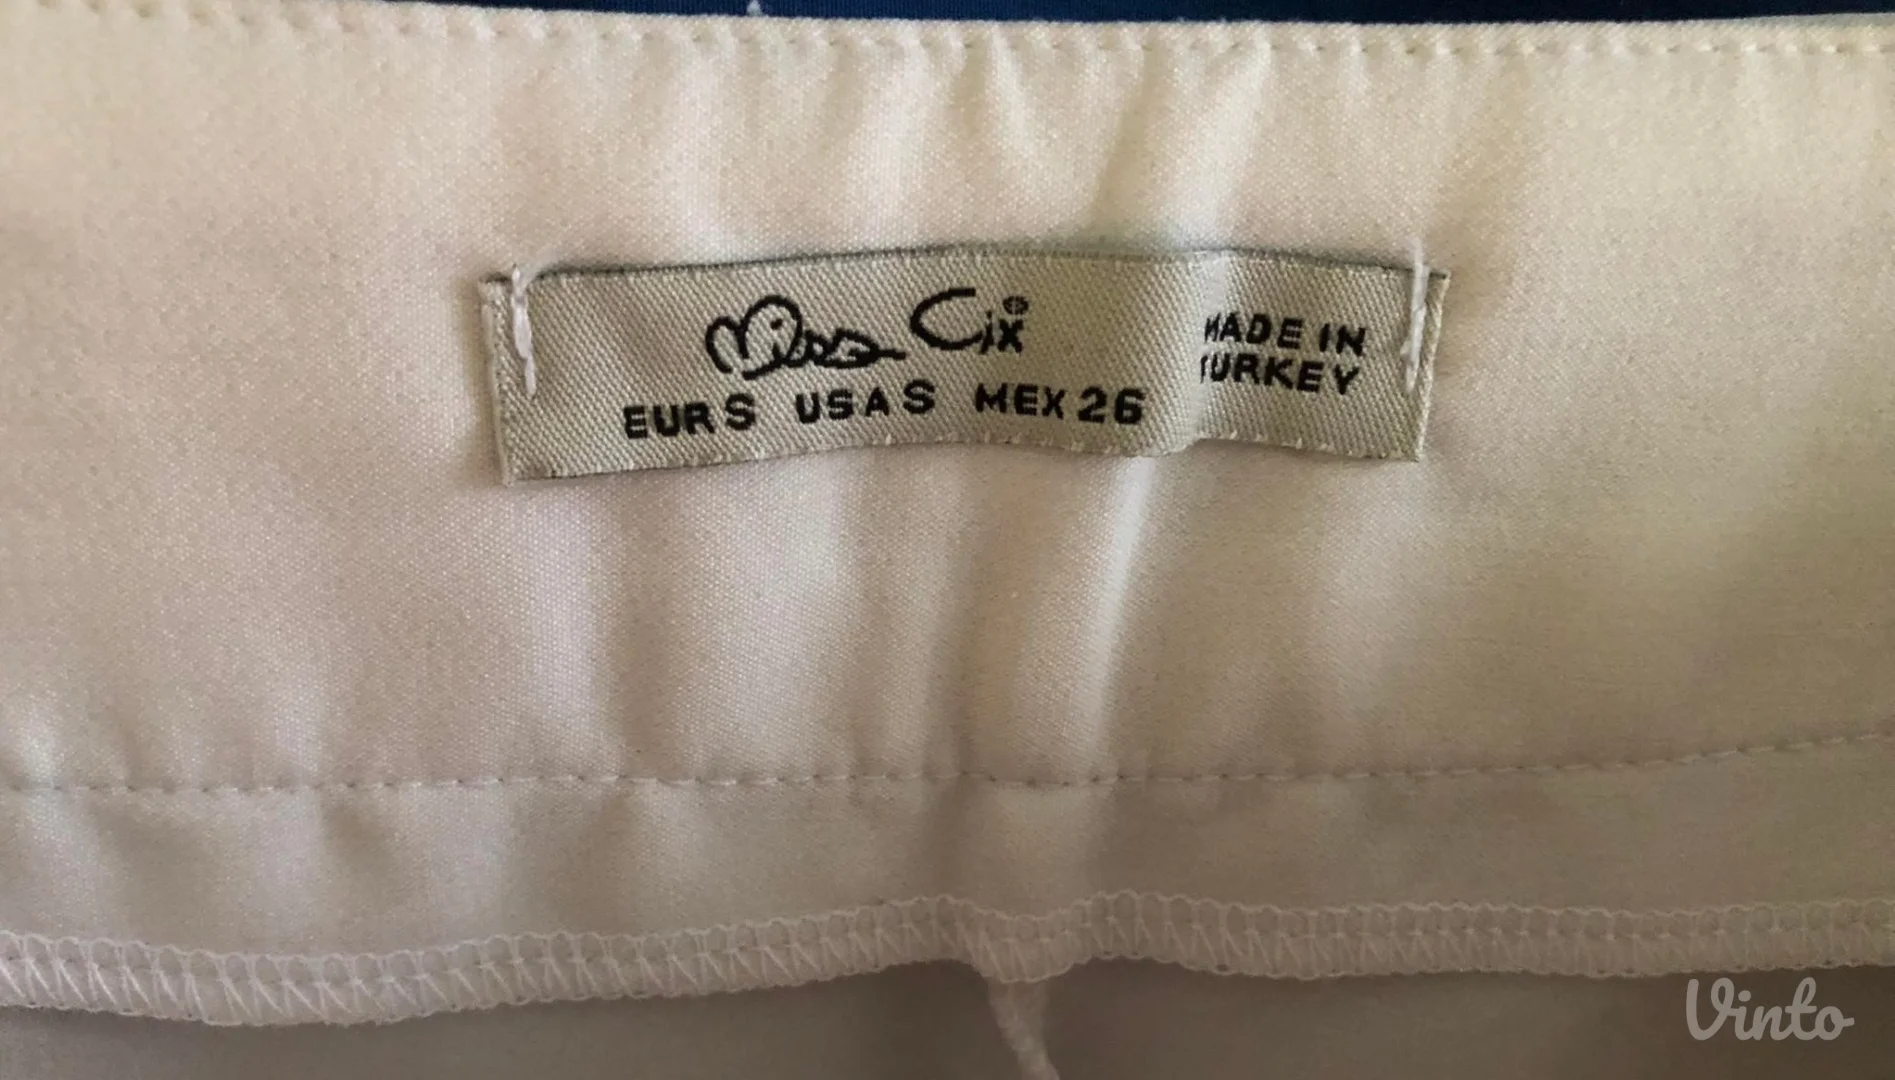 Miss Cix
EUR S USA S MEX 26
MADE IN
TURKEY
Vinto